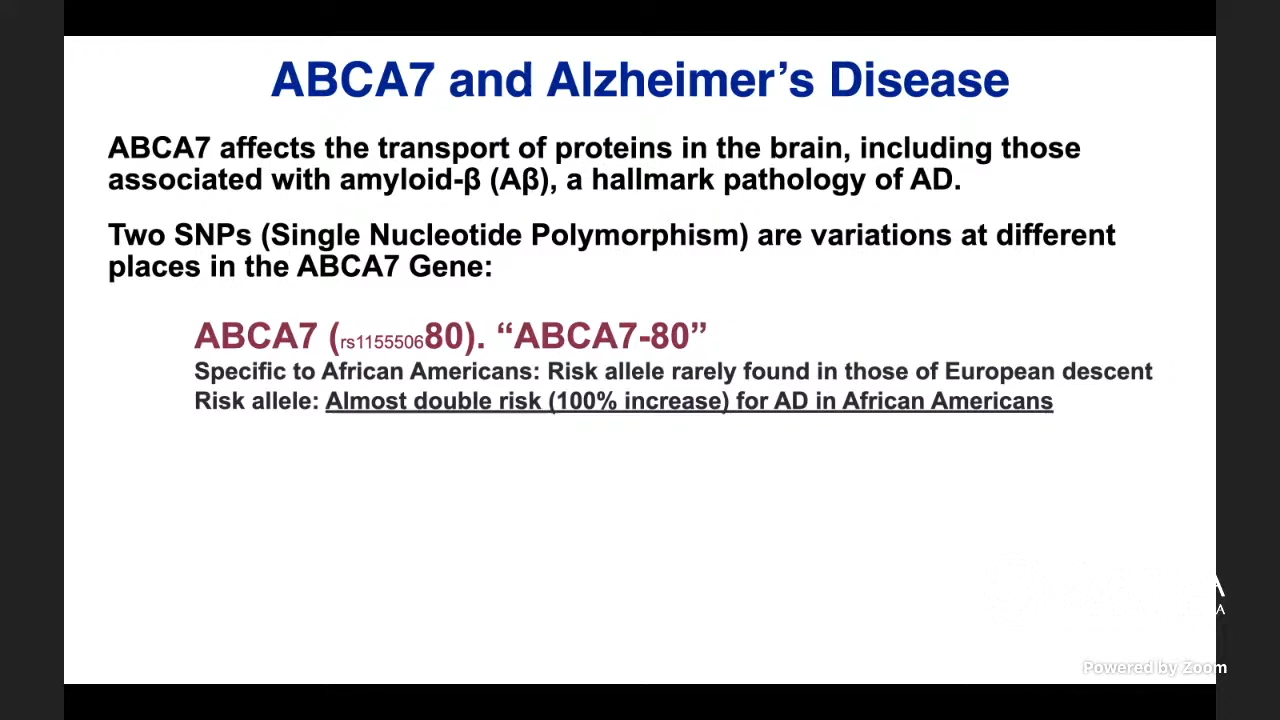 ABCA7 and Alzheimer’s Disease
ABCA7 affects the transport of proteins in the brain, including those
associated with amyloid-β (Aβ), a hallmark pathology of AD.
Two SNPs (Single Nucleotide Polymorphism) are variations at different
places in the ABCA7 Gene:
ABCA7 (rs115550680). “ABCA7-80”
Specific to African Americans: Risk allele rarely found in those of European descent
Risk allele: Almost double risk (100% increase) for AD in African Americans
A
A
Powered by Zoom